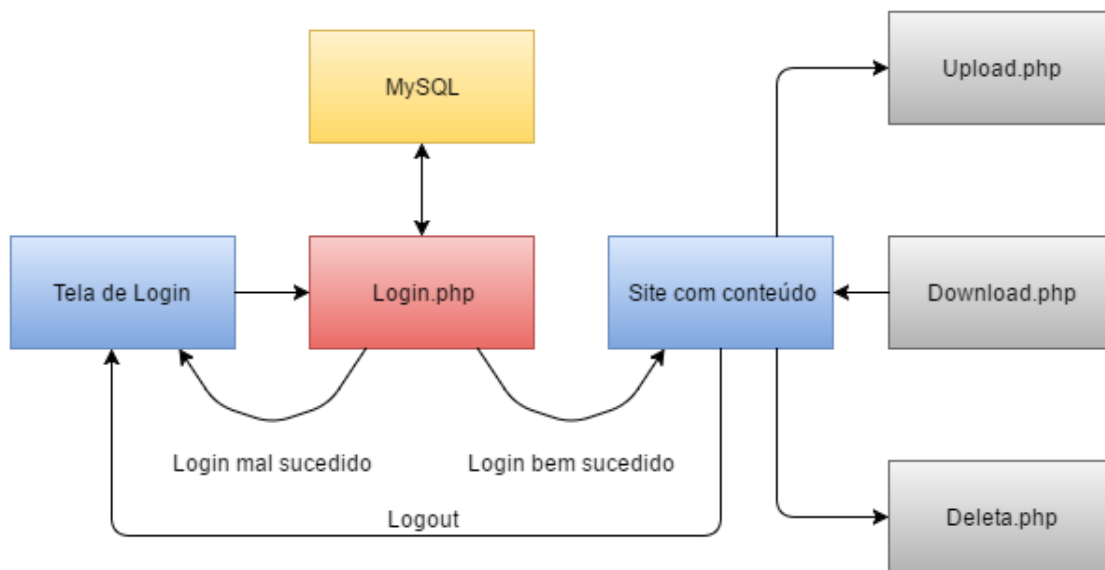 Upload.php
MySQL
Tela de Login
Login.php
Site com conteúdo
Download.php
Login mal sucedido
Login bem sucedido
Logout
Deleta.php